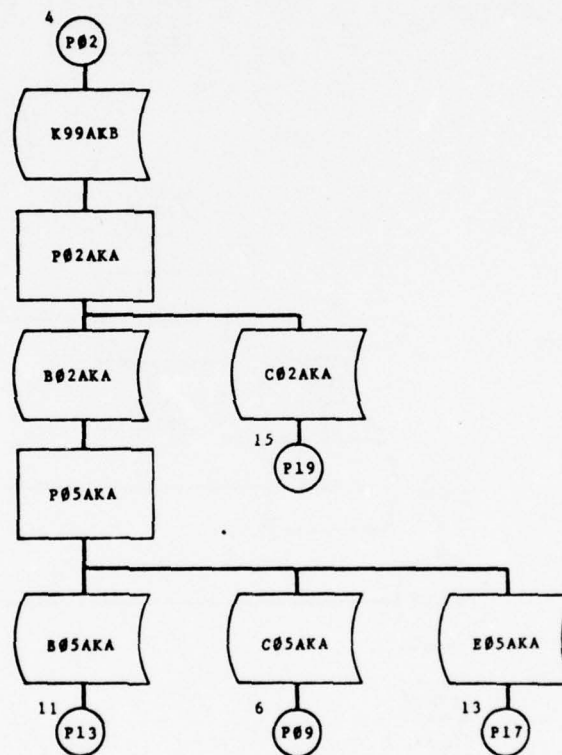 4
PØ2
K99AKB
PØ2AKA
BØ2AKA
CØ2AKA
15
P19
PØ5AKA
BØ5AKA
CØ5AKA
EØ5AKA
11
P13
6
PØ9
13
P17